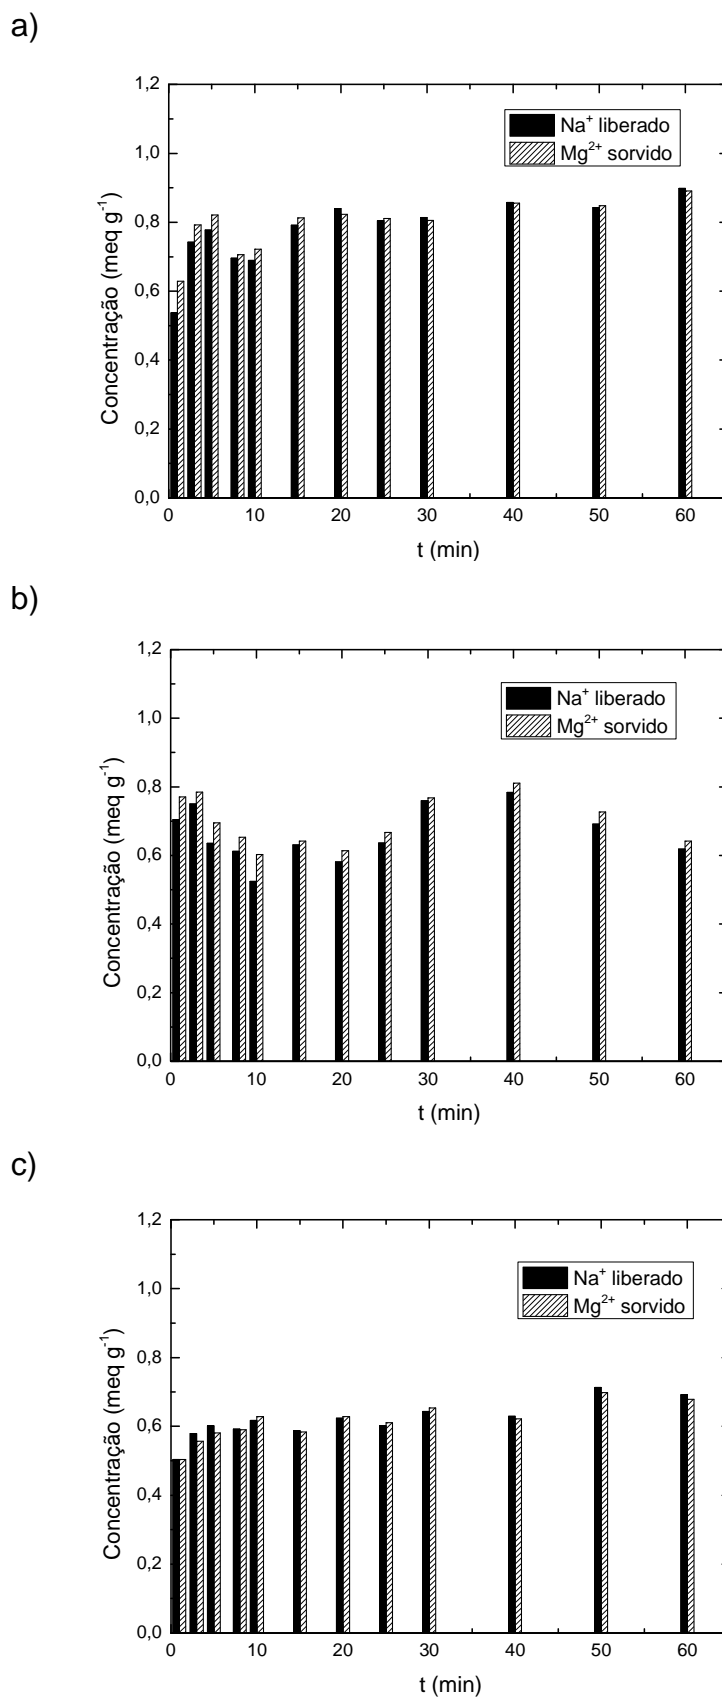 a)
1,2
1,0
0,8
0,6
0,4
0,2
0,0
Concentração (meq g⁻¹)
Na⁺ liberado
Mg²⁺ sorvido
0 10 20 30 40 50 60
t (min)
b)
1,2
1,0
0,8
0,6
0,4
0,2
0,0
Concentração (meq g⁻¹)
Na⁺ liberado
Mg²⁺ sorvido
0 10 20 30 40 50 60
t (min)
c)
1,2
1,0
0,8
0,6
0,4
0,2
0,0
Concentração (meq g⁻¹)
Na⁺ liberado
Mg²⁺ sorvido
0 10 20 30 40 50 60
t (min)